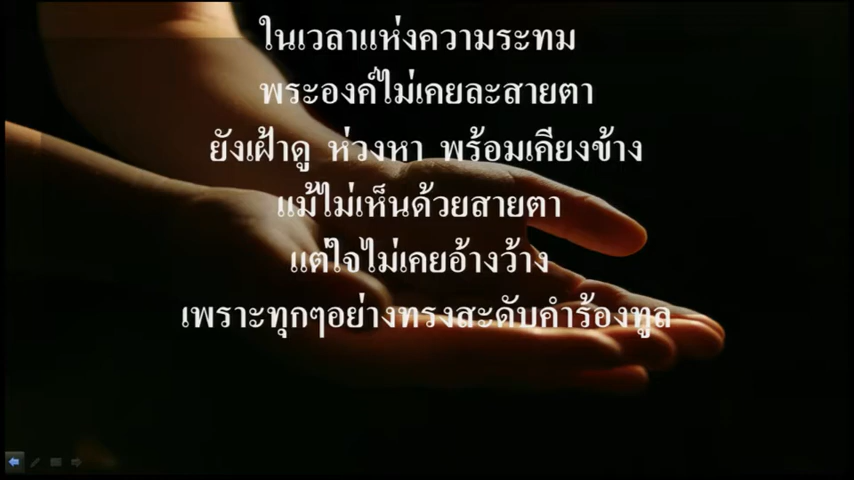 ในเวลาแห่งความระทม
พระองค์ไม่เคยละสายตา
ยังเฝ้าดู ห่วงหา พร้อมเคียงข้าง
แม้ไม่เห็นด้วยสายตา
แต่ใจไม่เคยอ้างว้าง
เพราะทุกๆอย่างทรงสะดับคำร้องทูล